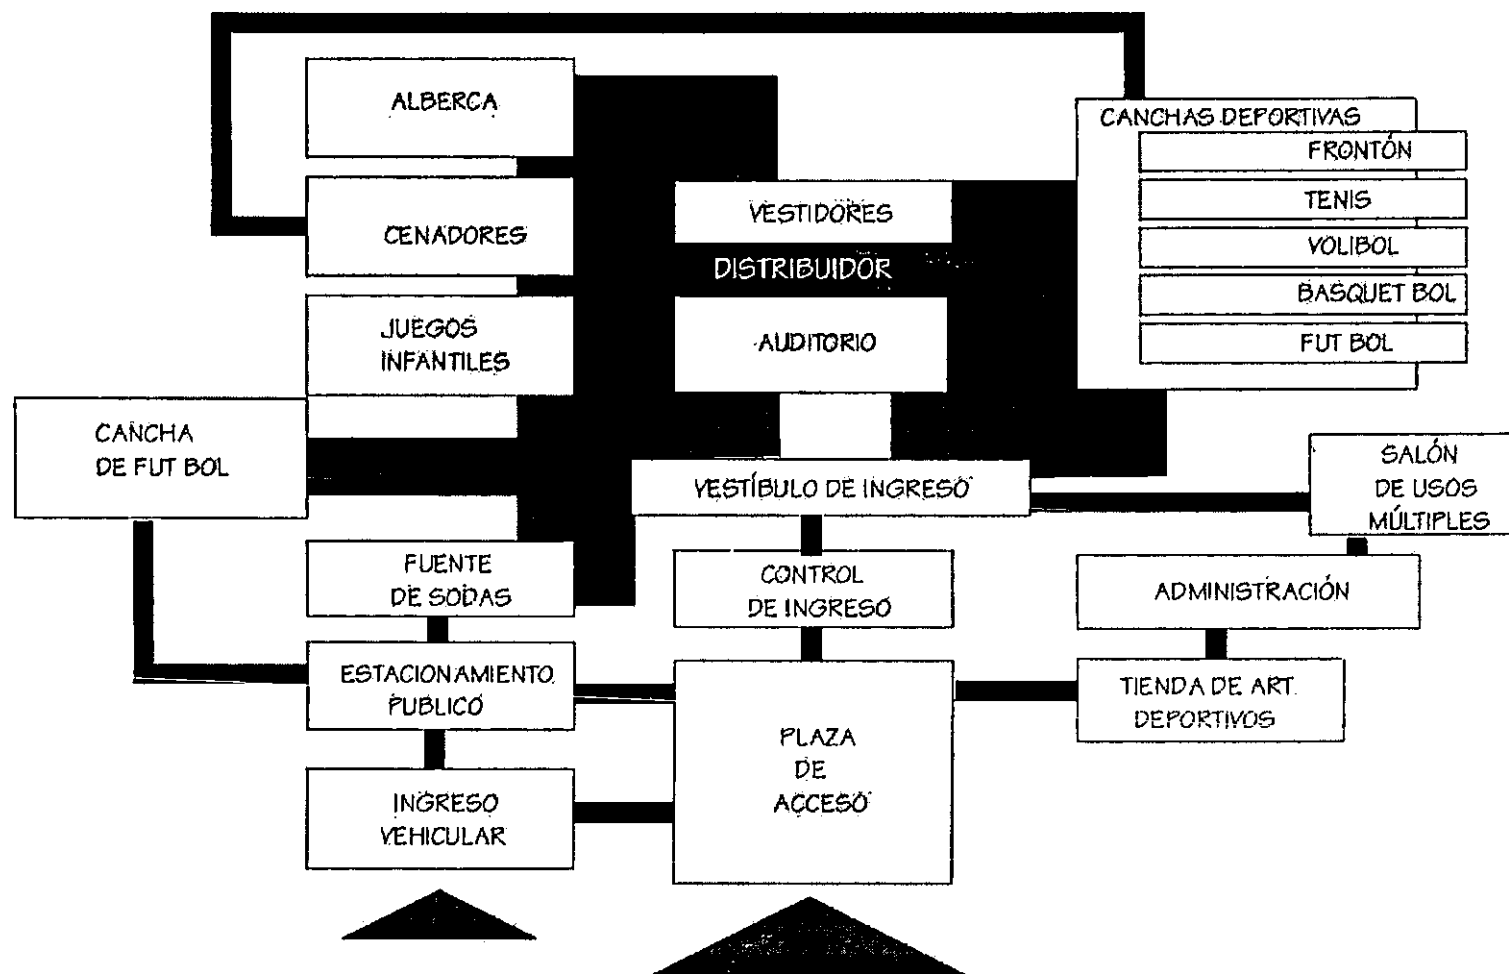 ALBERCA
CENADORES
JUEGOS
INFANTILES
CANCHA
DE FUT BOL
FUENTE
DE SODAS
ESTACIONAMIENTO
PUBLICO
INGRESO
VEHICULAR
VESTIDORES
DISTRIBUIDOR
AUDITORIO
VESTÍBULO DE INGRESO
CONTROL
DE INGRESO
PLAZA
DE
ACCESO
CANCHAS DEPORTIVAS
FRONTÓN
TENIS
VOLIBOL
BASQUET BOL
FUT BOL
SALÓN
DE USOS
MÚLTIPLES
ADMINISTRACIÓN
TIENDA DE ART.
DEPORTIVOS